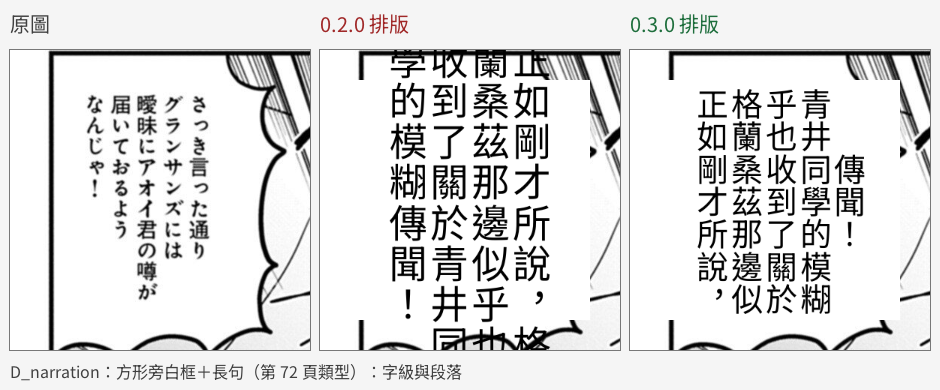 原圖
0.2.0 排版
0.3.0 排版
さっき言った通り
グランサンズには
曖昧にアオイ君の噂が
届いておるよう
なんじゃ！
正如剛才所說，格
蘭桑茲那邊似乎也
收到了關於青井同
學的模糊傳聞！
正如剛才所說，
格蘭桑茲那邊似
乎也收到了關於
青井同學的模糊
傳聞！
D_narration：方形旁白框＋長句（第 72 頁類型）：字級與段落